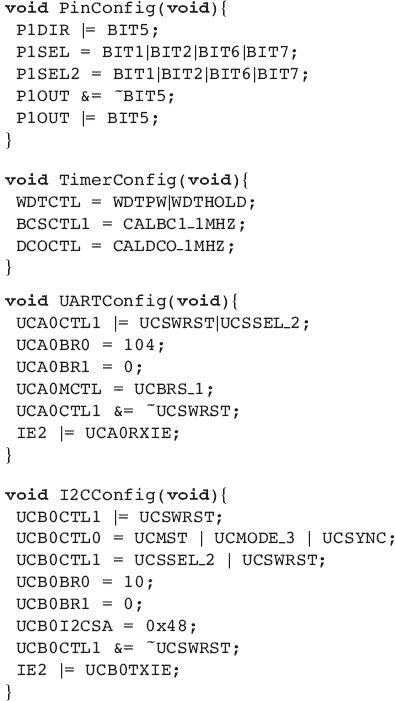 void PinConfig(void){
P1DIR |= BIT5;
P1SEL = BIT1|BIT2|BIT6|BIT7;
P1SEL2 = BIT1|BIT2|BIT6|BIT7;
P1OUT &= ~BIT5;
P1OUT |= BIT5;
}
void TimerConfig(void){
WDTCTL = WDTPW|WDTHOLD;
BCSCTL1 = CALBC1_1MHZ;
DCOCTL = CALDCO_1MHZ;
}
void UARTConfig(void){
UCA0CTL1 |= UCSWRST|UCSSEL_2;
UCA0BR0 = 104;
UCA0BR1 = 0;
UCA0MCTL = UCBRS_1;
UCA0CTL1 &= ~UCSWRST;
IE2 |= UCA0RXIE;
}
void I2CConfig(void){
UCB0CTL1 |= UCSWRST;
UCB0CTL0 = UCMST | UCMODE_3 | UCSYNC;
UCB0CTL1 = UCSSEL_2 | UCSWRST;
UCB0BR0 = 10;
UCB0BR1 = 0;
UCB0I2CSA = 0x48;
UCB0CTL1 &= ~UCSWRST;
IE2 |= UCB0TXIE;
}